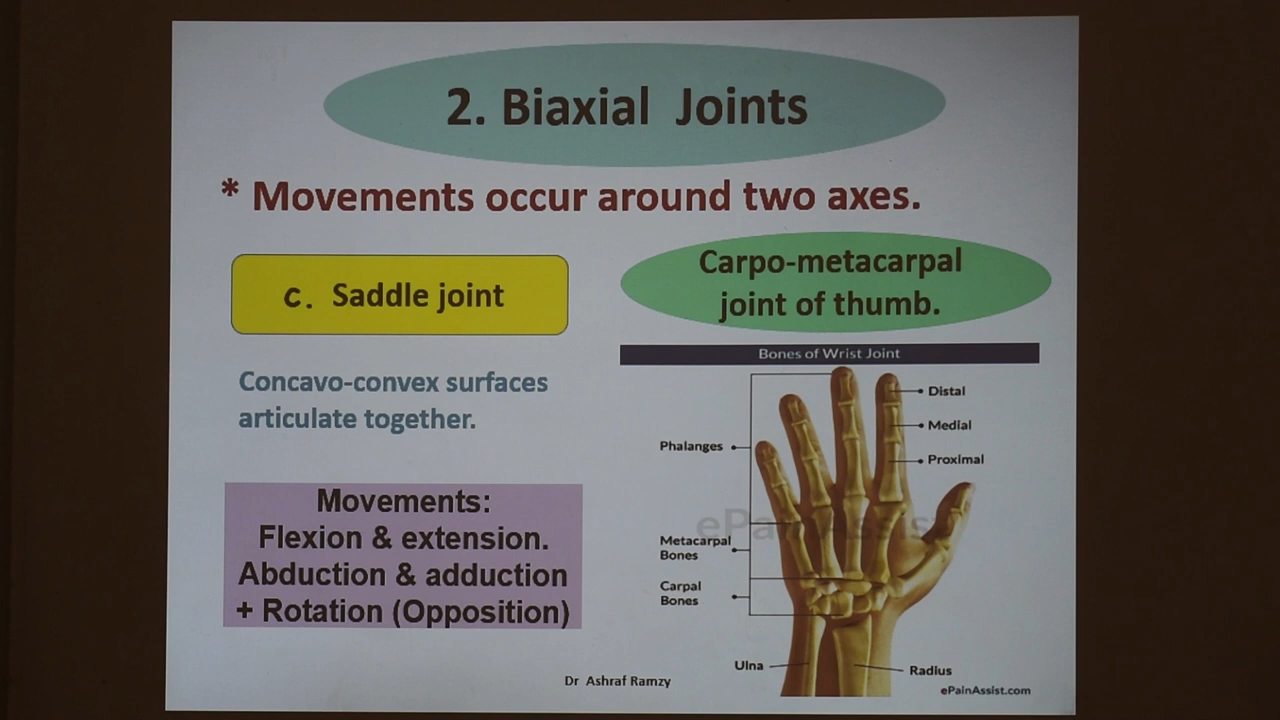 2. Biaxial Joints
* Movements occur around two axes.
c. Saddle joint
Carpo-metacarpal
joint of thumb.
Concavo-convex surfaces
articulate together.
Movements:
Flexion & extension.
Abduction & adduction
+ Rotation (Opposition)
Bones of Wrist Joint
Distal
Medial
Proximal
Phalanges
ePainAssist
Metacarpal
Bones
Carpal
Bones
Ulna
Radius
ePainAssist.com
Dr Ashraf Ramzy